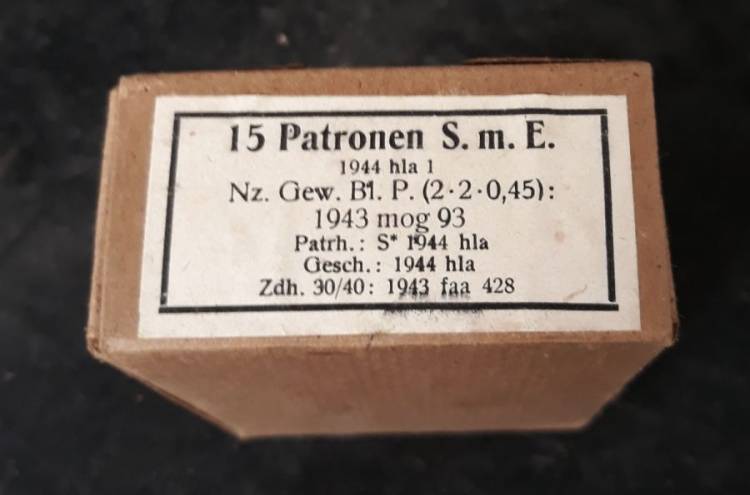 15 Patronen S. m. E.
1944 hla 1
Nz. Gew. Bl. P. (2·2·0,45):
1943 mog 93
Patrh.: S* 1944 hla
Gesch.: 1944 hla
Zdh. 30/40: 1943 faa 428